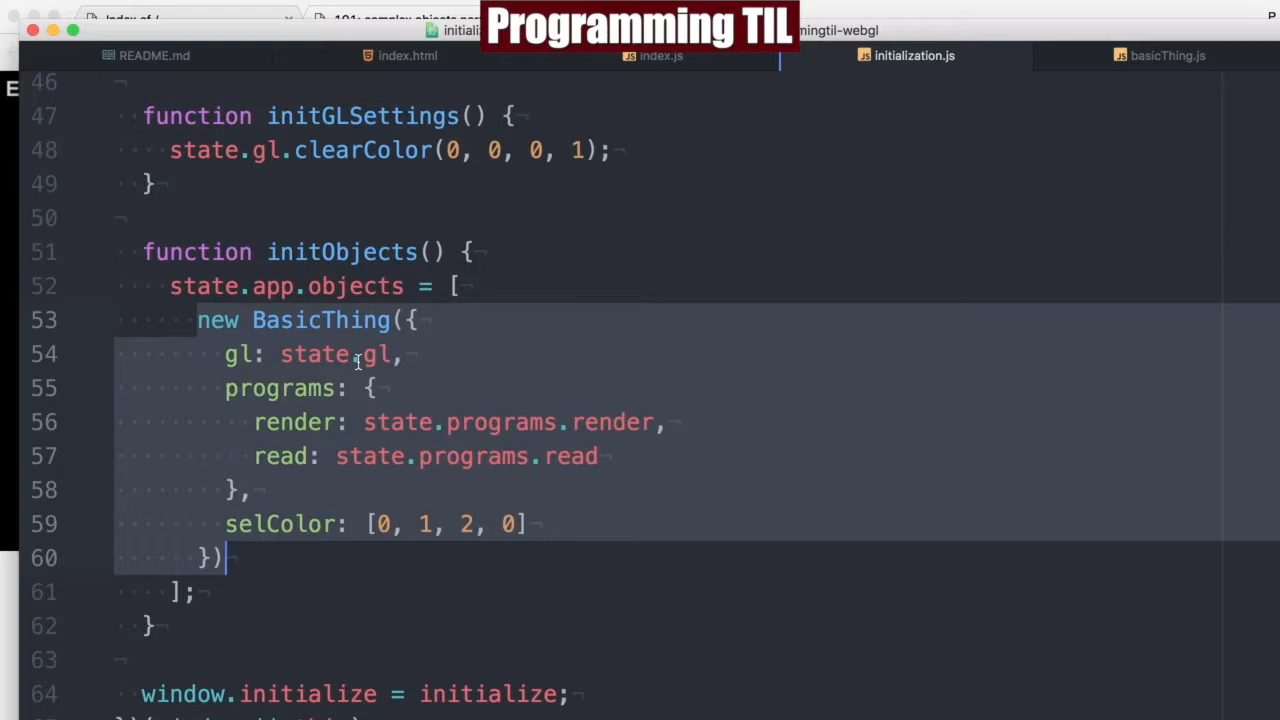 Index of /
Programming TIL
README.md
index.html
index.js
initialization.js
basicThing.js
46
47 function initGLSettings() {¬
48 state.gl.clearColor(0, 0, 0, 1);¬
49 }¬
50 ¬
51 function initObjects() {¬
52 state.app.objects = [¬
53 new BasicThing({¬
54 gl: state.gl,¬
55 programs: {¬
56 render: state.programs.render,¬
57 read: state.programs.read¬
58 },¬
59 selColor: [0, 1, 2, 0]¬
60 })¬
61 ];¬
62 }¬
63 ¬
64 window.initialize = initialize;¬